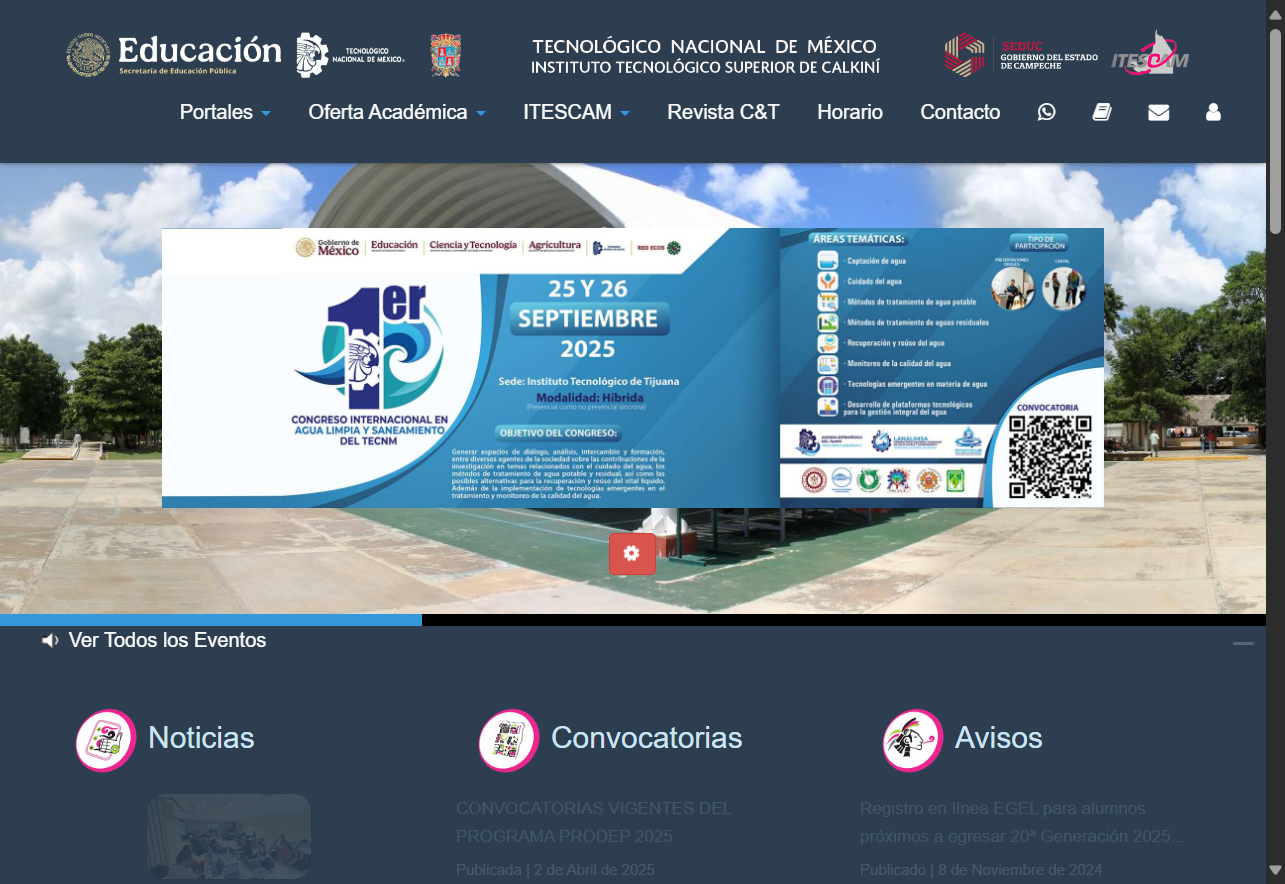 Educación
Secretaría de Educación Pública
TECNOLÓGICO
NACIONAL DE MÉXICO
TECNOLÓGICO NACIONAL DE MÉXICO
INSTITUTO TECNOLÓGICO SUPERIOR DE CALKINÍ
SEDUC
GOBIERNO DEL ESTADO
DE CAMPECHE
ITESCAM
Portales
Oferta Académica
ITESCAM
Revista C&T
Horario
Contacto
Gobierno de
México
Educación
Ciencia y Tecnología
Agricultura
RED ECOS
1er
CONGRESO INTERNACIONAL EN
AGUA LIMPIA Y SANEAMIENTO
DEL TECNM
25 Y 26
SEPTIEMBRE
2025
Sede: Instituto Tecnológico de Tijuana
Modalidad: Híbrida
(Presencial como no presencial síncrona)
OBJETIVO DEL CONGRESO:
Generar espacios de diálogo, análisis, intercambio y formación,
entre diversos agentes de la sociedad sobre las contribuciones de la
investigación en temas relacionados con el cuidado del agua, los
métodos de tratamiento de agua potable y residual, así como las
posibles alternativas para la recuperación y reúso del vital líquido.
Además de la implementación de tecnologías emergentes en el
tratamiento y monitoreo de la calidad del agua.
ÁREAS TEMÁTICAS:
· Captación de agua
· Cuidado del agua
· Métodos de tratamiento de agua potable
· Métodos de tratamiento de aguas residuales
· Recuperación y reúso del agua
· Monitoreo de la calidad del agua
· Tecnologías emergentes en materia de agua
· Desarrollo de plataformas tecnológicas
para la gestión integral del agua
TIPO DE
PARTICIPACIÓN
PRESENTACIONES
ORALES
CARTEL
CONVOCATORIA
LANALIMSA
Ver Todos los Eventos
Noticias
Convocatorias
CONVOCATORIAS VIGENTES DEL
PROGRAMA PRODEP 2025
Publicada | 2 de Abril de 2025
Avisos
Registro en línea EGEL para alumnos
próximos a egresar 20ª Generación 2025...
Publicado | 8 de Noviembre de 2024